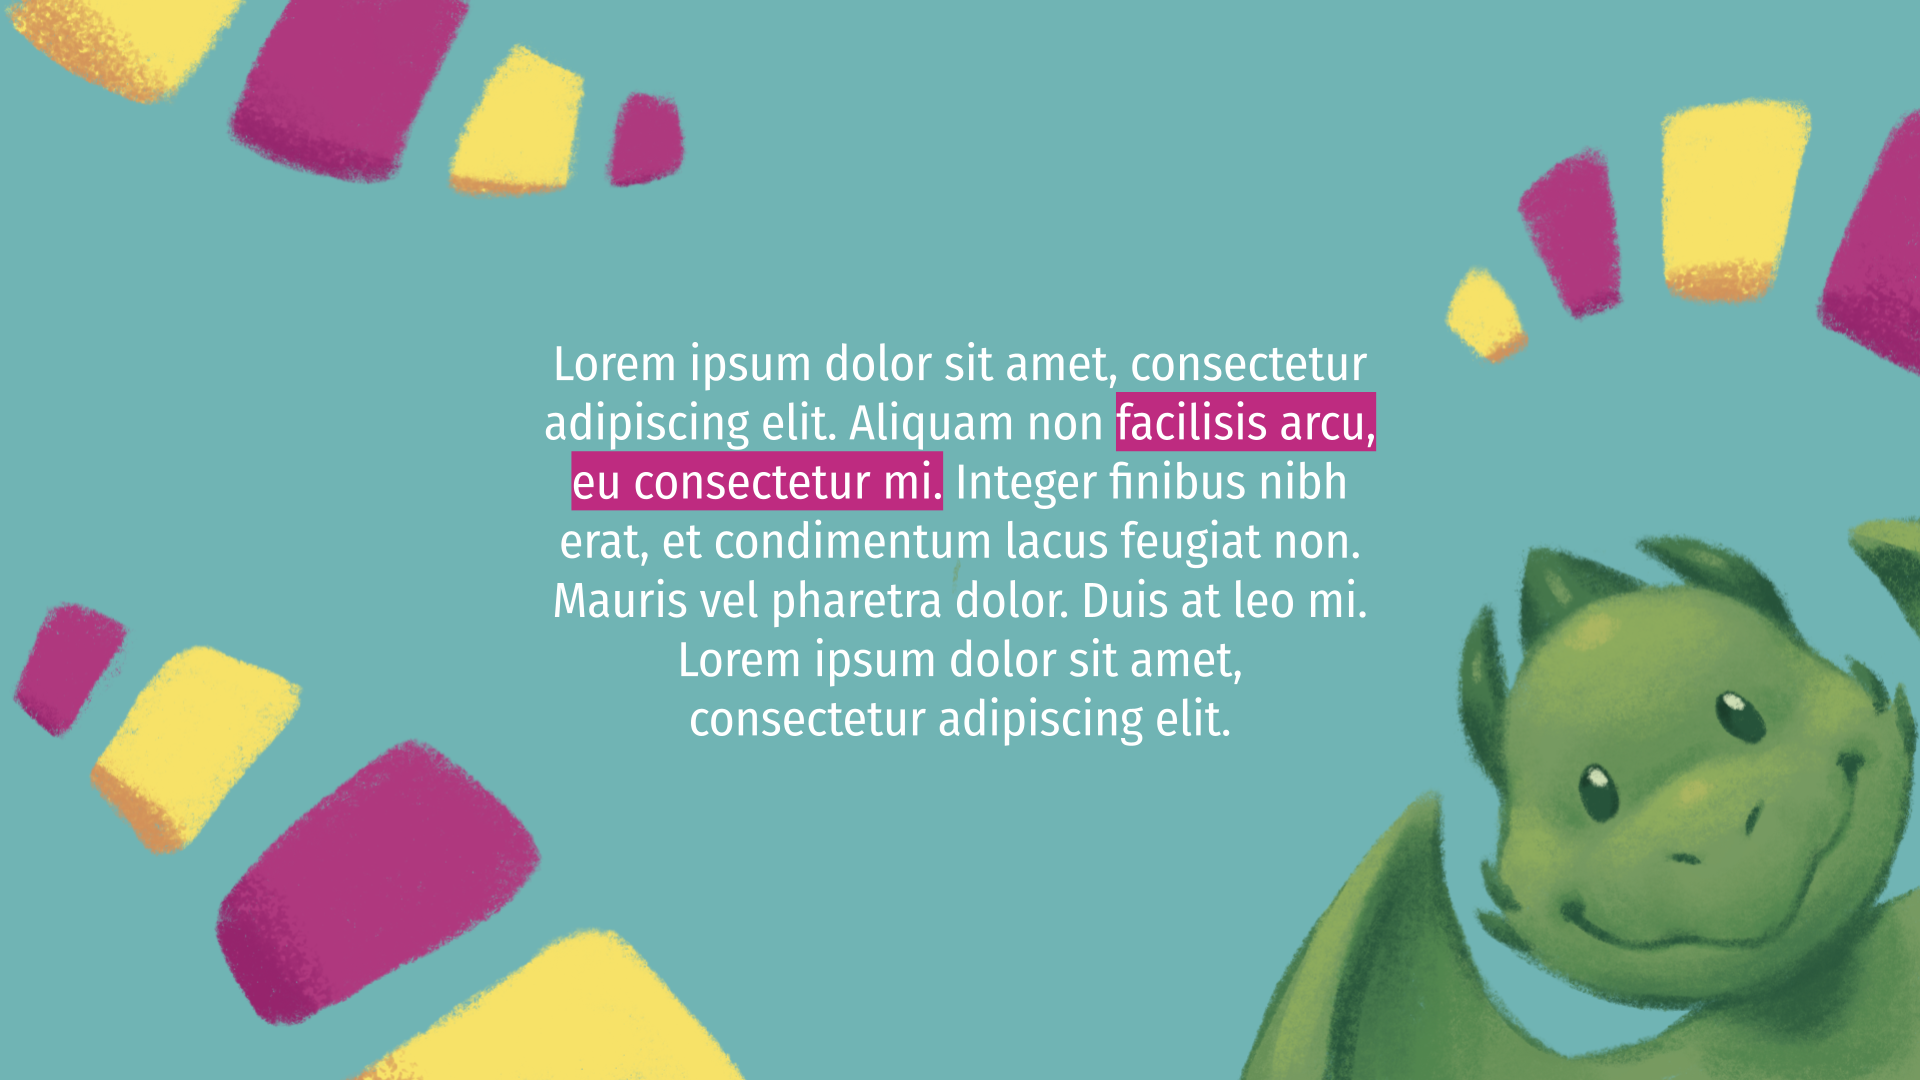 Lorem ipsum dolor sit amet, consectetur
adipiscing elit. Aliquam non facilisis arcu,
eu consectetur mi. Integer finibus nibh
erat, et condimentum lacus feugiat non.
Mauris vel pharetra dolor. Duis at leo mi.
Lorem ipsum dolor sit amet,
consectetur adipiscing elit.